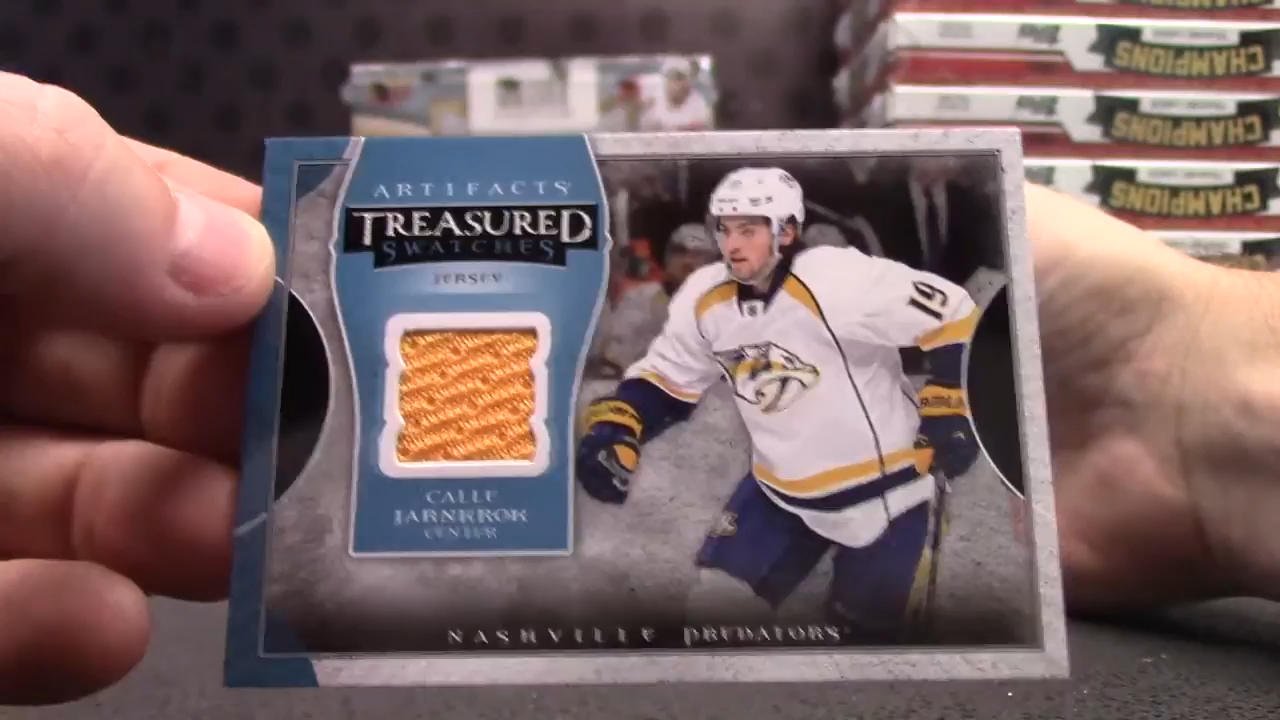 ARTIFACTS
TREASURED
SWATCHES
JERSEY
CALLE
JARNKROK
CENTER
NASHVILLE PREDATORS
19
CHAMPIONS
CHAMPIONS
CHAMPIONS